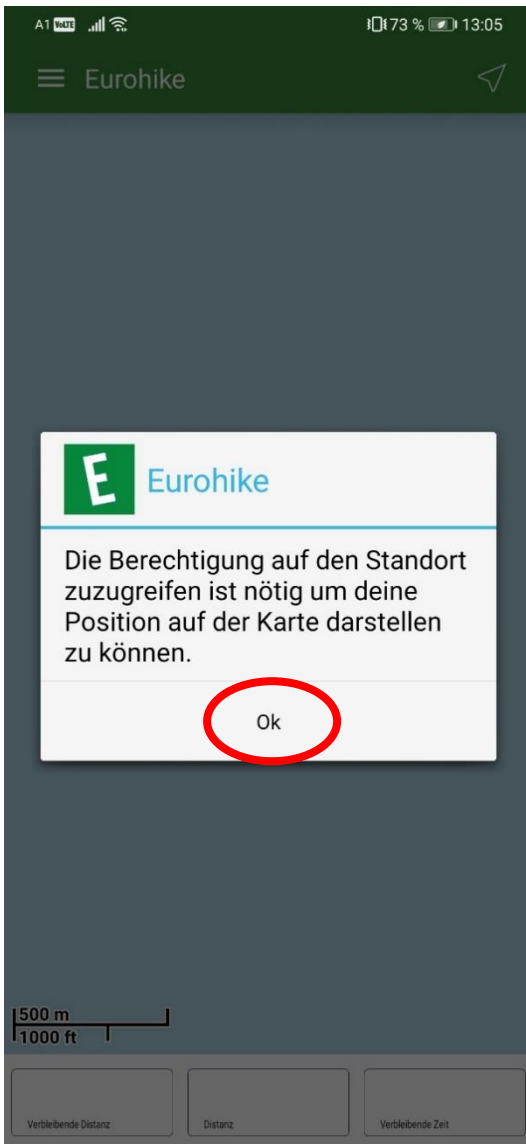 A1 VoLTE 73 % 13:05
Eurohike
E Eurohike
Die Berechtigung auf den Standort
zuzugreifen ist nötig um deine
Position auf der Karte darstellen
zu können.
Ok
500 m
1000 ft
Verbleibende Distanz Distanz Verbleibende Zeit